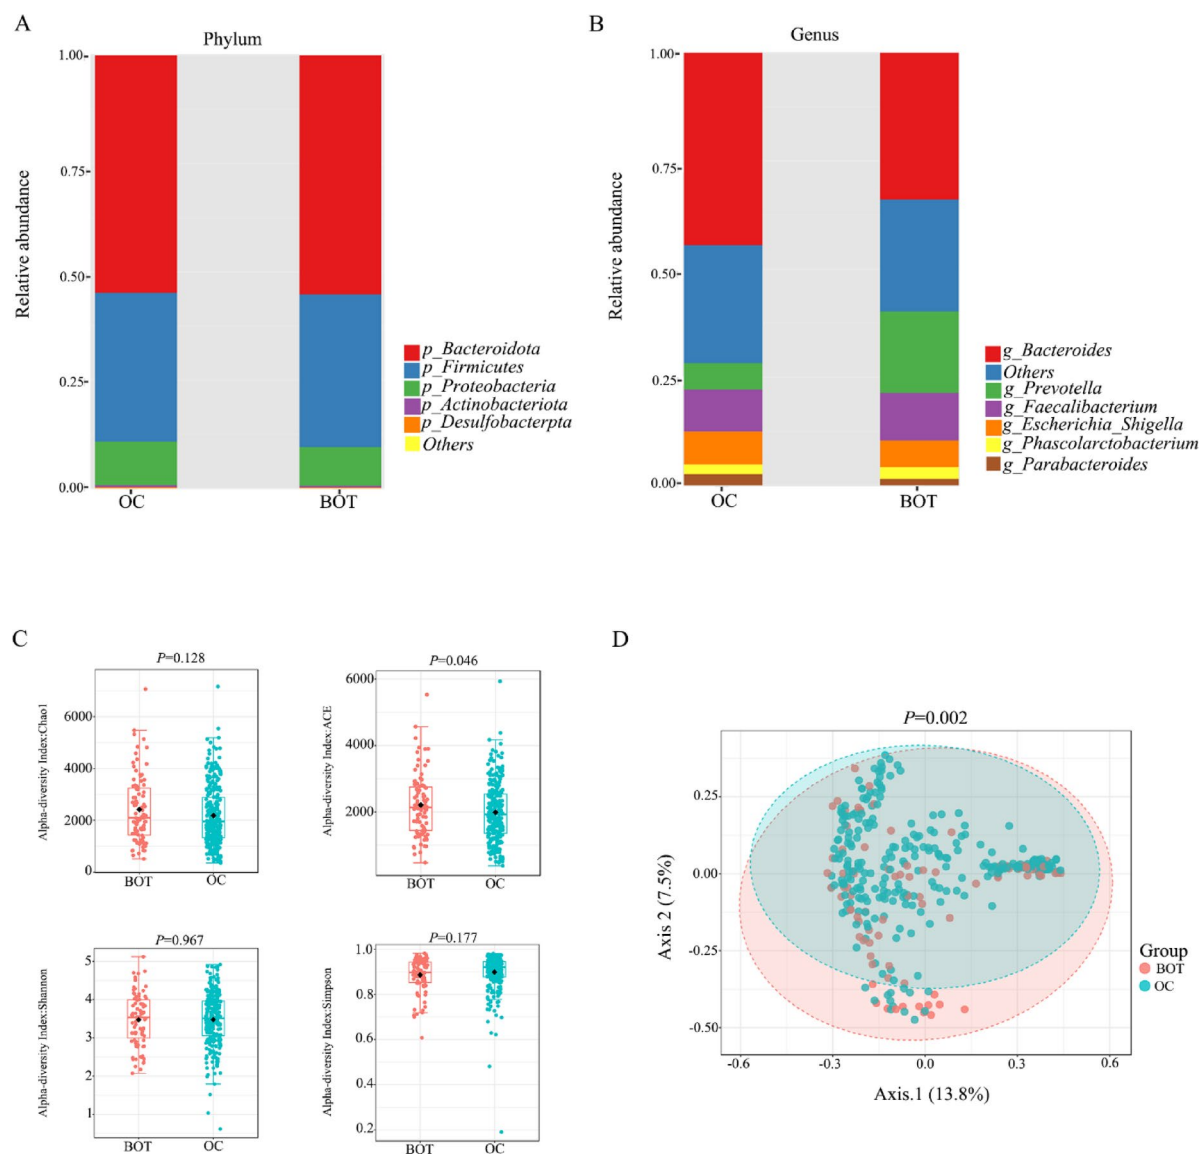 A
Phylum
Relative abundance
1.00
0.75
0.50
0.25
0.00
OC
BOT
p_Bacteroidota
p_Firmicutes
p_Proteobacteria
p_Actinobacteriota
p_Desulfobacterpta
Others
B
Genus
Relative abundance
1.00
0.75
0.50
0.25
0.00
OC
BOT
g_Bacteroides
Others
g_Prevotella
g_Faecalibacterium
g_Escherichia_Shigella
g_Phascolarctobacterium
g_Parabacteroides
C
P=0.128
Alpha-diversity Index:Chao1
6000
4000
2000
0
BOT
OC
P=0.046
Alpha-diversity Index:ACE
6000
4000
2000
BOT
OC
P=0.967
Alpha-diversity Index:Shannon
5
4
3
2
1
BOT
OC
P=0.177
Alpha-diversity Index:Simpson
1.0
0.8
0.6
0.4
0.2
BOT
OC
D
P=0.002
Axis 2 (7.5%)
0.25
0.00
-0.25
-0.50
-0.6
-0.3
0.0
0.3
0.6
Axis.1 (13.8%)
Group
BOT
OC